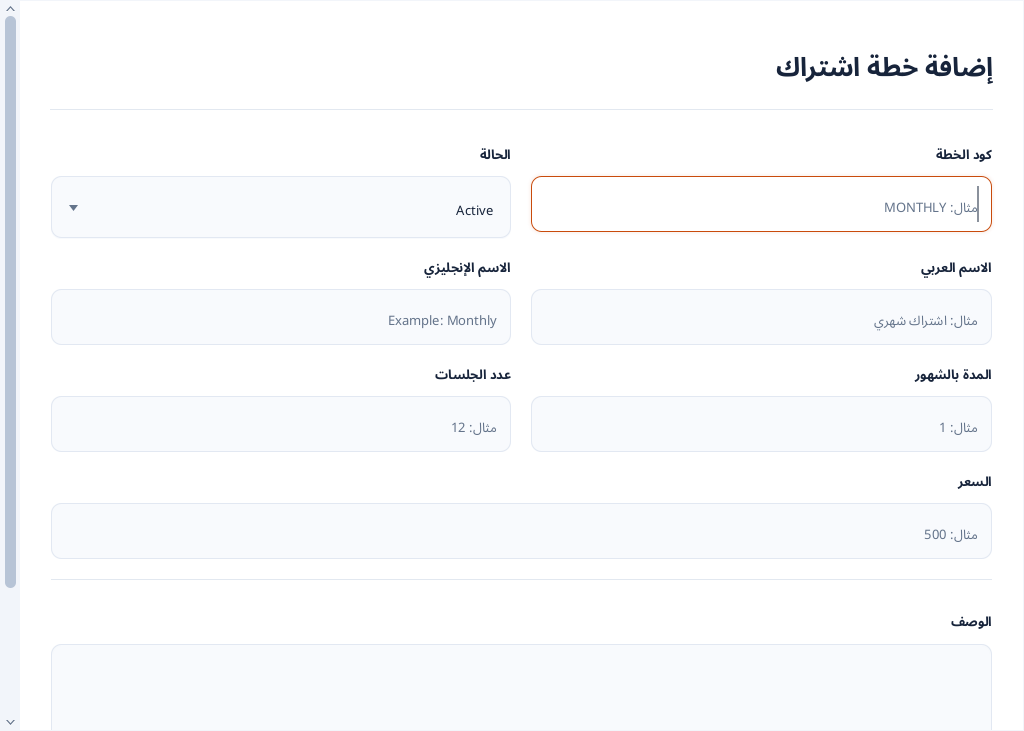 إضافة خطة اشتراك
كود الخطة
الحالة
مثال: MONTHLY
Active
الاسم العربي
الاسم الإنجليزي
مثال: اشتراك شهري
Example: Monthly
المدة بالشهور
عدد الجلسات
مثال: 1
مثال: 12
السعر
مثال: 500
الوصف